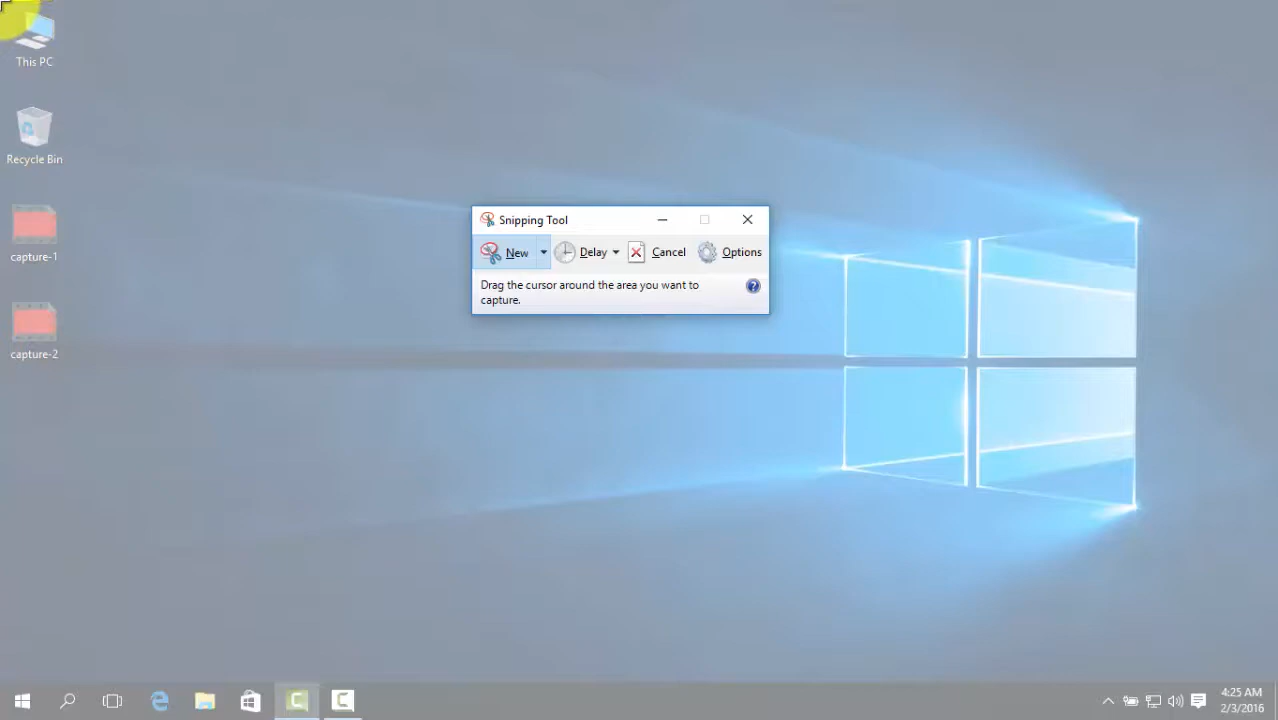 This PC
Recycle Bin
capture-1
capture-2
Snipping Tool
New Delay Cancel Options
Drag the cursor around the area you want to
capture.
4:25 AM
2/3/2016